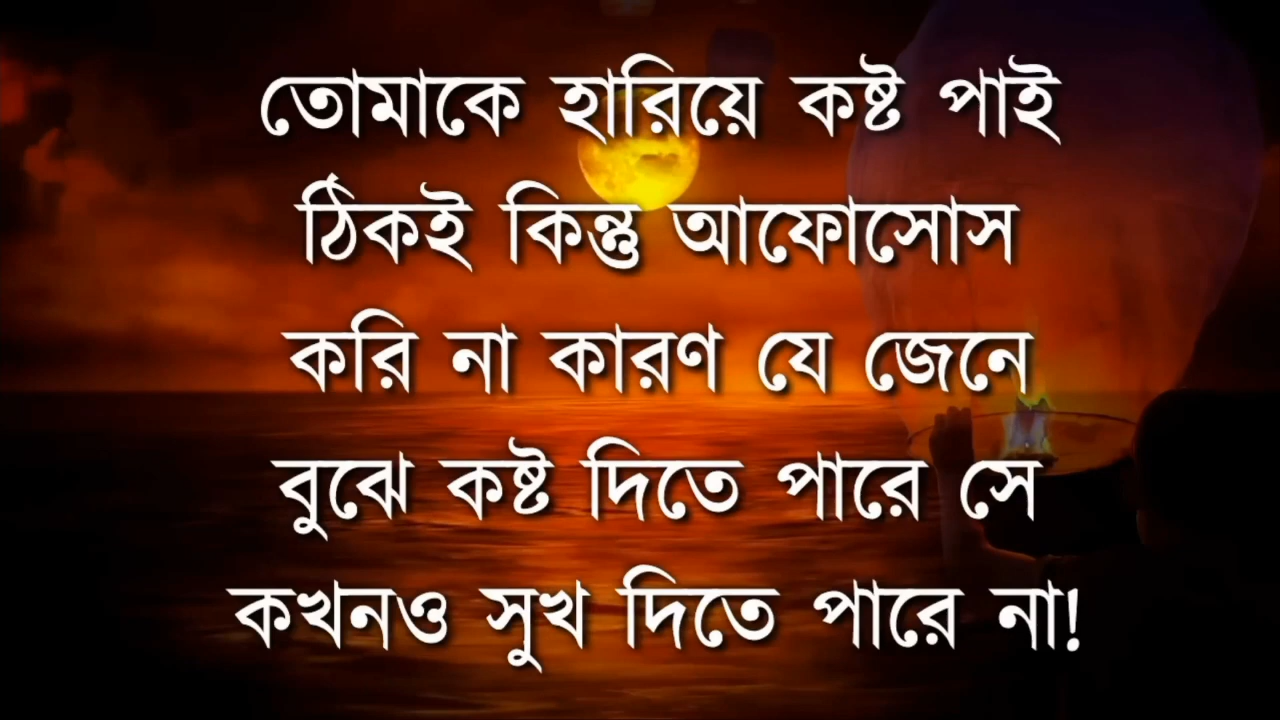 তোমাকে হারিয়ে কষ্ট পাই
ঠিকই কিন্তু আফোসোস
করি না কারণ যে জেনে
বুঝে কষ্ট দিতে পারে সে
কখনও সুখ দিতে পারে না!